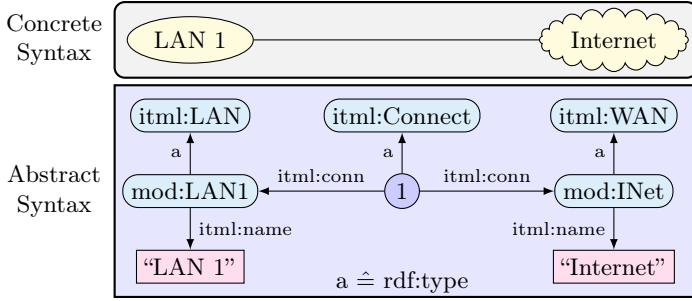 Concrete
Syntax
LAN 1
Internet
Abstract
Syntax
itml:LAN
itml:Connect
itml:WAN
a
a
a
itml:conn
itml:conn
mod:LAN1
1
mod:INet
itml:name
itml:name
“LAN 1”
“Internet”
a ≙ rdf:type